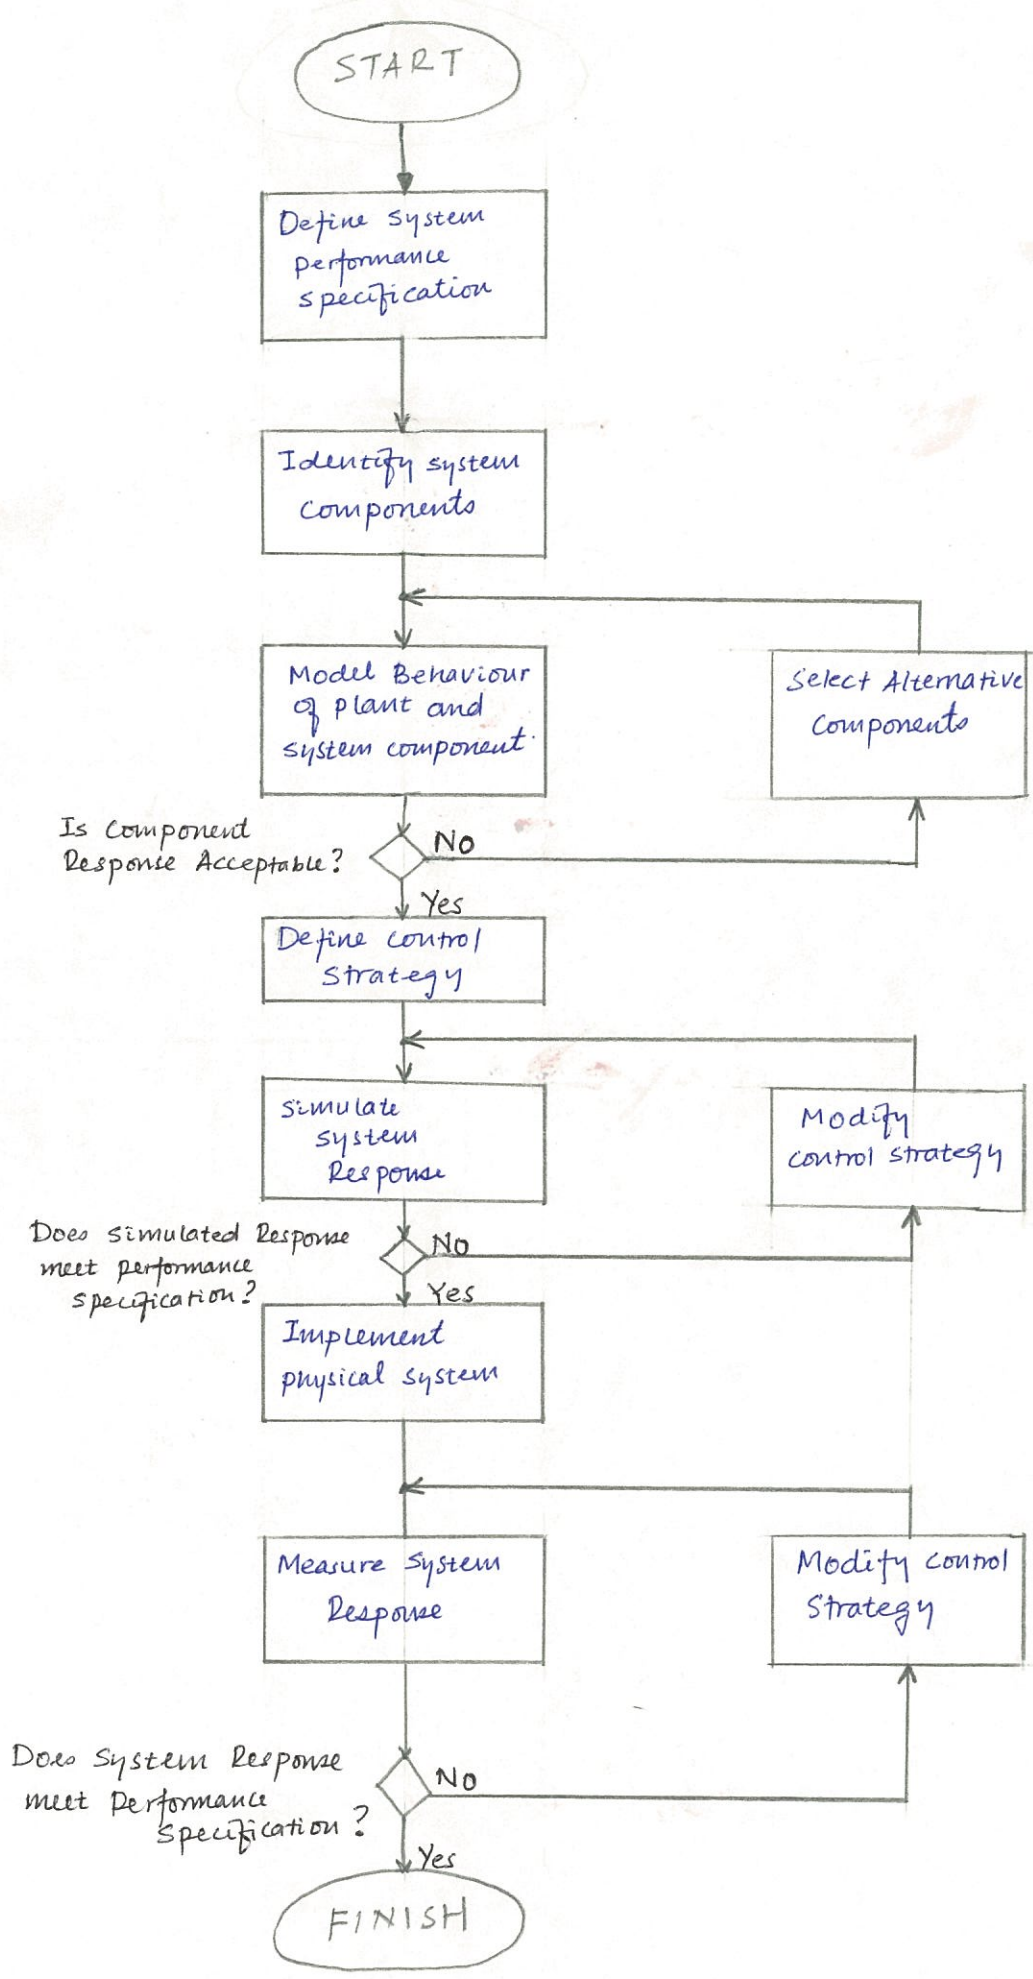 START
Define system
performance
specification
Identify system
components
Model Behaviour
of plant and
system component.
Select Alternative
Components
Is Component
Response Acceptable?
No
Yes
Define control
Strategy
Simulate
system
Response
Modify
control strategy
Does simulated Response
meet performance
specification?
No
Yes
Implement
physical system
Measure System
Response
Modify control
Strategy
Does System Response
meet performance
specification?
No
Yes
FINISH